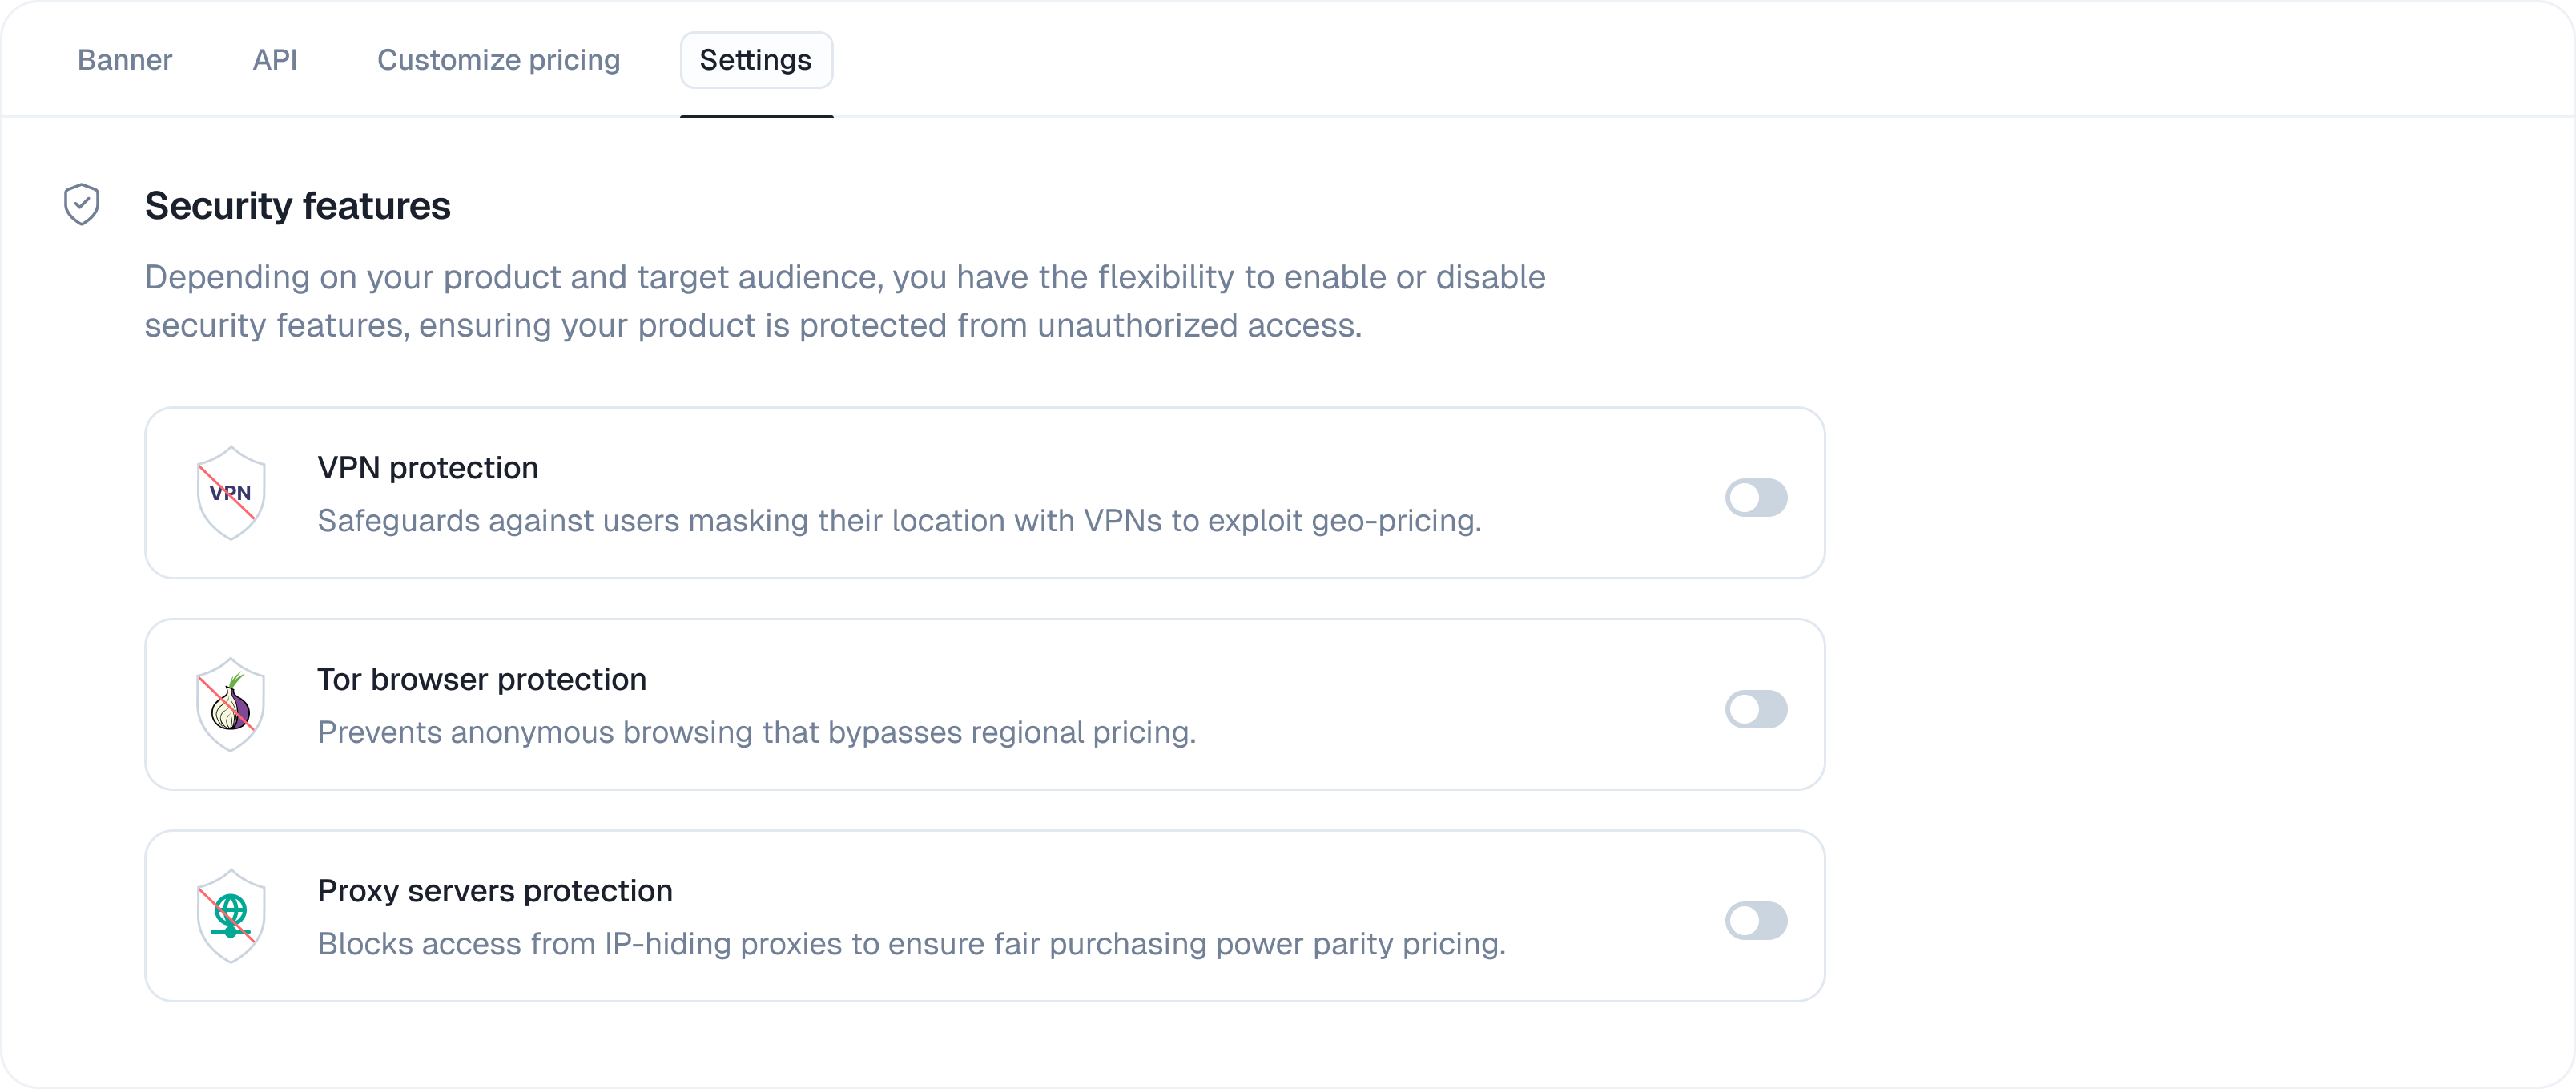 Banner
API
Customize pricing
Settings
Security features
Depending on your product and target audience, you have the flexibility to enable or disable
security features, ensuring your product is protected from unauthorized access.
VPN
VPN protection
Safeguards against users masking their location with VPNs to exploit geo-pricing.
Tor browser protection
Prevents anonymous browsing that bypasses regional pricing.
Proxy servers protection
Blocks access from IP-hiding proxies to ensure fair purchasing power parity pricing.